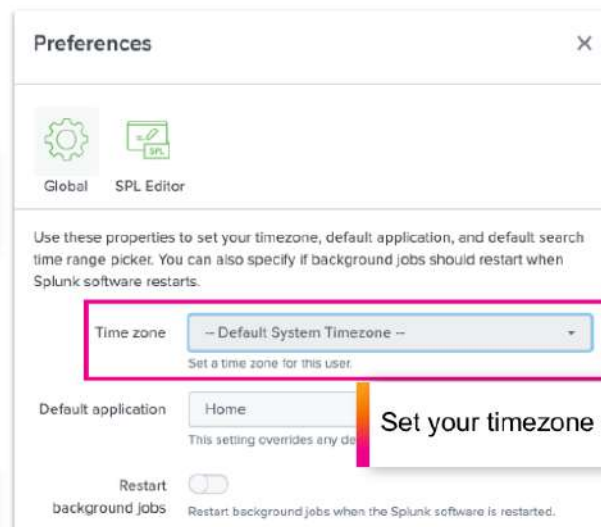 Preferences
SPL
Global SPL Editor
Use these properties to set your timezone, default application, and default search
time range picker. You can also specify if background jobs should restart when
Splunk software restarts.
Time zone -- Default System Timezone --
Set a time zone for this user.
Default application Home
This setting overrides any de
Set your timezone
Restart
background jobs
Restart background jobs when the Splunk software is restarted.